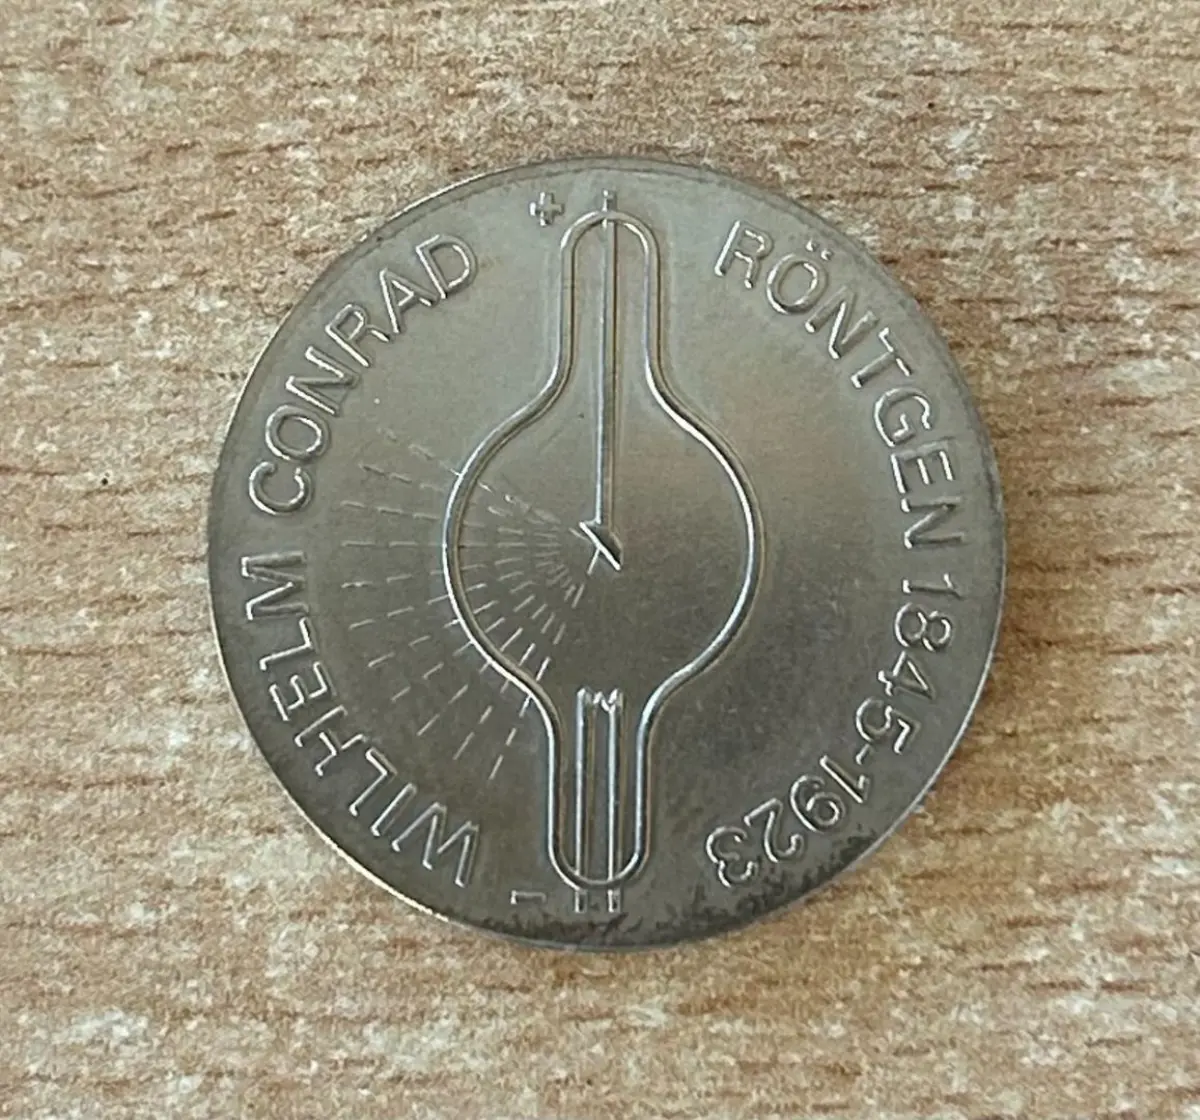 WILHELM CONRAD RÖNTGEN 1845-1923
+
-